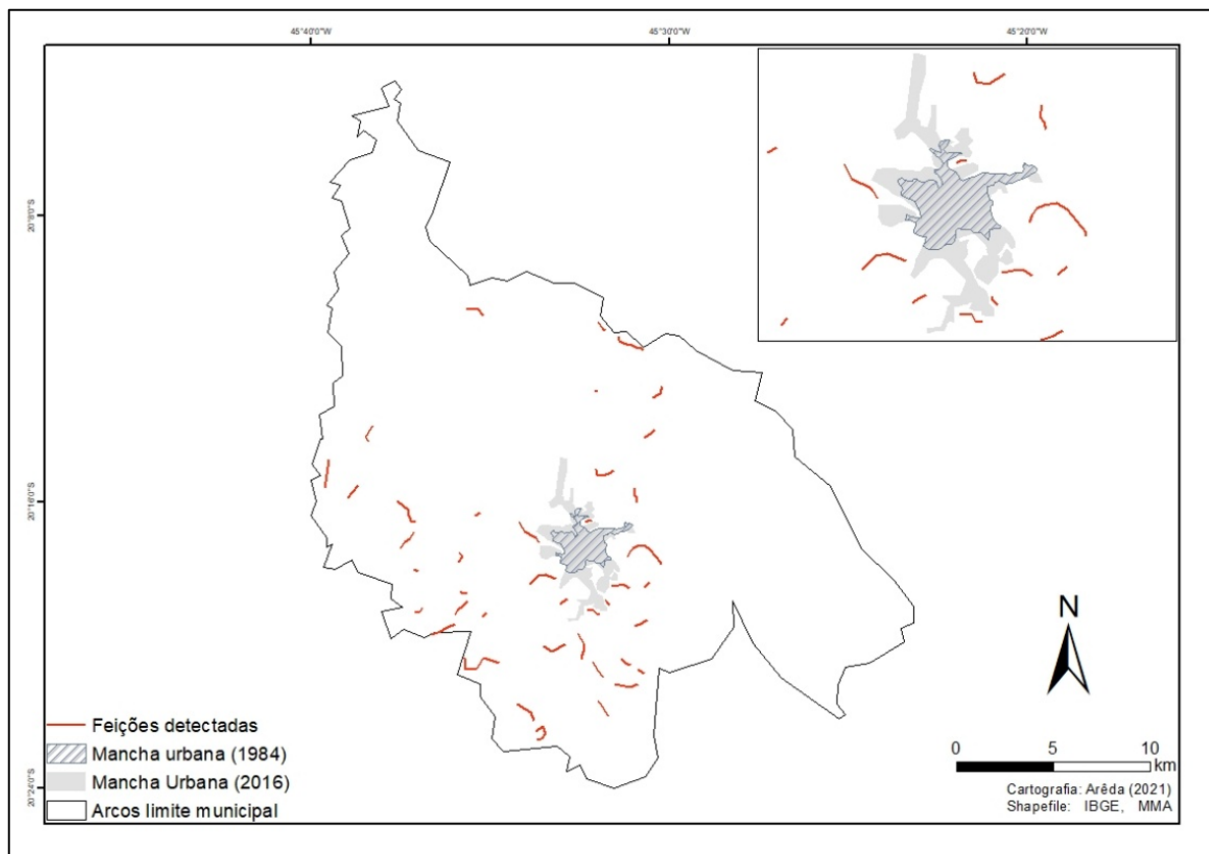 45°40'0"W
45°30'0"W
45°20'0"W
20°8'0"S
20°16'0"S
20°24'0"S
N
Feições detectadas
Mancha urbana (1984)
Mancha Urbana (2016)
Arcos limite municipal
0 5 10
km
Cartografia: Arêda (2021)
Shapefile: IBGE, MMA